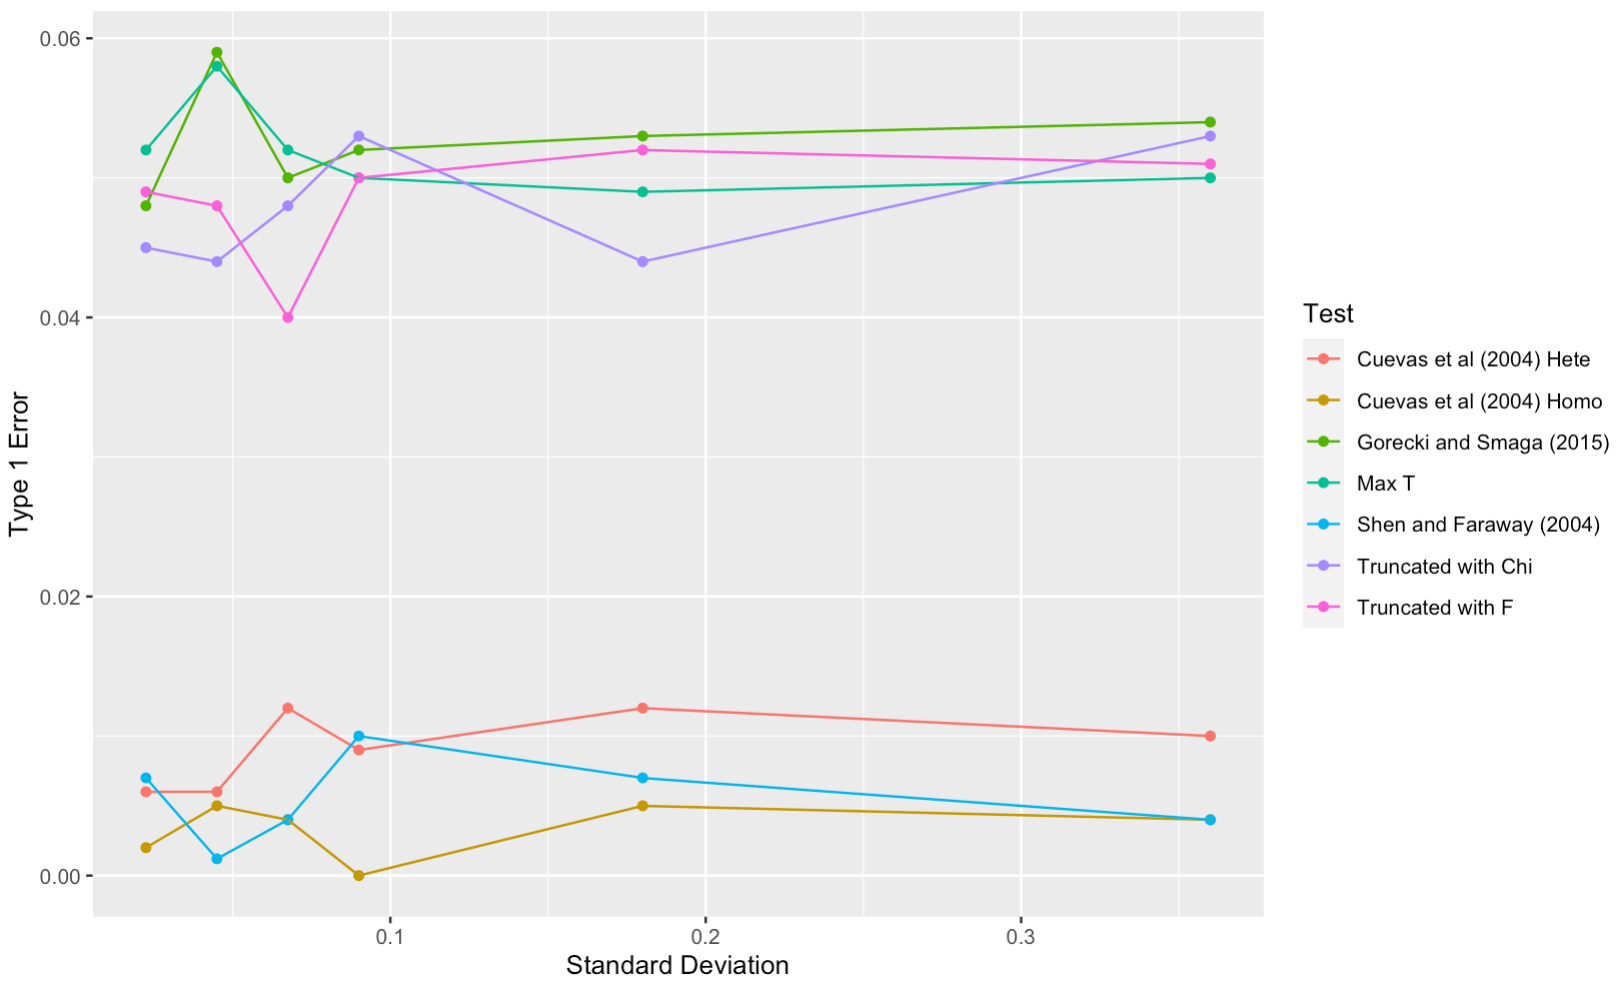 0.06
0.04
0.02
0.00
Type 1 Error
0.1
0.2
0.3
Standard Deviation
Test
Cuevas et al (2004) Hete
Cuevas et al (2004) Homo
Gorecki and Smaga (2015)
Max T
Shen and Faraway (2004)
Truncated with Chi
Truncated with F